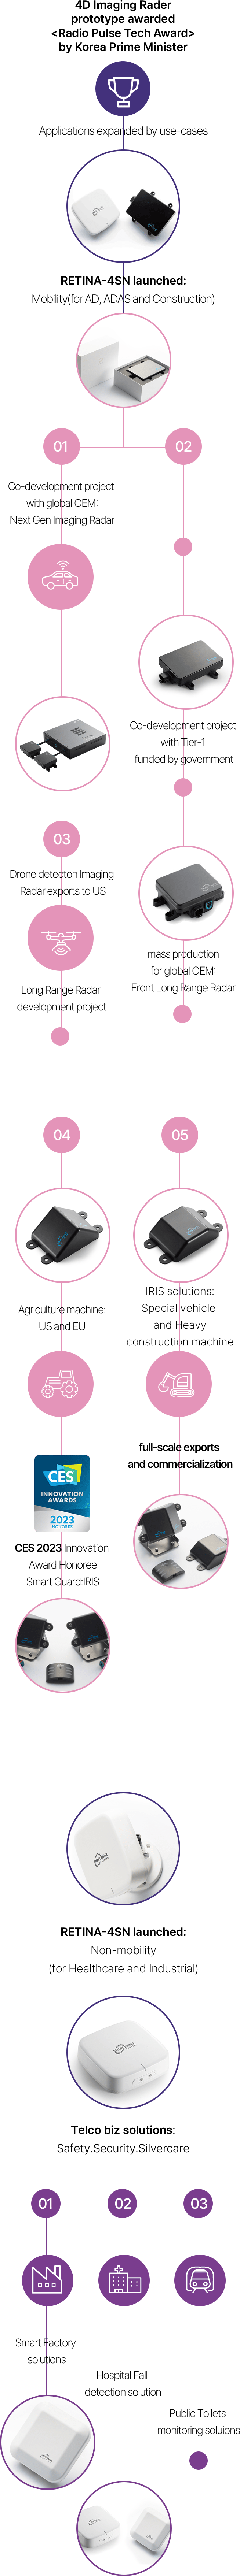 4D Imaging Rader
prototype awarded
<Radio Pulse Tech Award>
by Korea Prime Minister
Applications expanded by use-cases
RETINA-4SN launched:
Mobility(for AD, ADAS and Construction)
01
02
Co-development project
with global OEM:
Next Gen Imaging Radar
Co-development project
with Tier-1
funded by govemment
03
Drone detecton Imaging
Radar exports to US
Long Range Radar
development project
mass production
for global OEM:
Front Long Range Radar
04
05
Agriculture machine:
US and EU
IRIS solutions:
Special vehicle
and Heavy
construction machine
full-scale exports
and commercialization
CES
INNOVATION
AWARDS
2023
HONOREE
CES 2023 Innovation
Award Honoree
Smart Guard:IRIS
RETINA-4SN launched:
Non-mobility
(for Healthcare and Industrial)
Telco biz solutions:
Safety.Security.Silvercare
01
02
03
Smart Factory
solutions
Hospital Fall
detection solution
Public Toilets
monitoring soluions